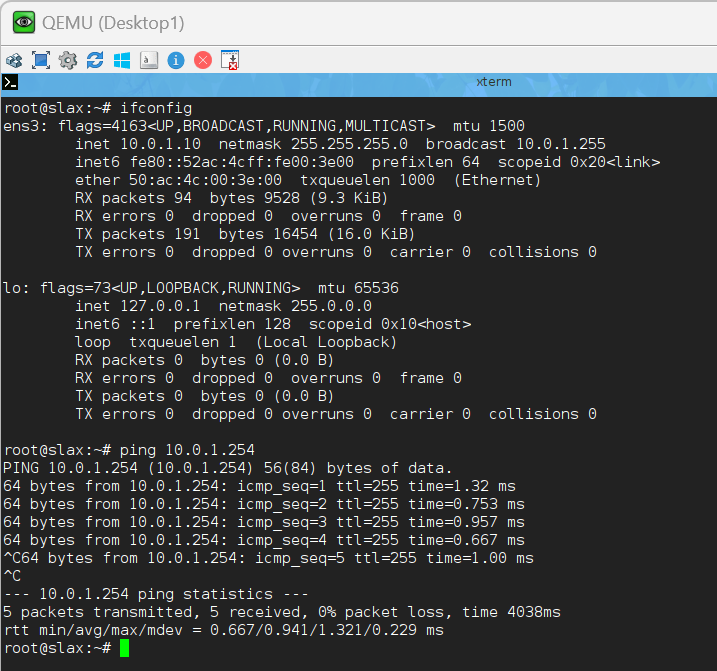 QEMU (Desktop1)
xterm
root@slax:~# ifconfig
ens3: flags=4163<UP,BROADCAST,RUNNING,MULTICAST>  mtu 1500
        inet 10.0.1.10  netmask 255.255.255.0  broadcast 10.0.1.255
        inet6 fe80::52ac:4cff:fe00:3e00  prefixlen 64  scopeid 0x20<link>
        ether 50:ac:4c:00:3e:00  txqueuelen 1000  (Ethernet)
        RX packets 94  bytes 9528 (9.3 KiB)
        RX errors 0  dropped 0  overruns 0  frame 0
        TX packets 191  bytes 16454 (16.0 KiB)
        TX errors 0  dropped 0 overruns 0  carrier 0  collisions 0

lo: flags=73<UP,LOOPBACK,RUNNING>  mtu 65536
        inet 127.0.0.1  netmask 255.0.0.0
        inet6 ::1  prefixlen 128  scopeid 0x10<host>
        loop  txqueuelen 1  (Local Loopback)
        RX packets 0  bytes 0 (0.0 B)
        RX errors 0  dropped 0  overruns 0  frame 0
        TX packets 0  bytes 0 (0.0 B)
        TX errors 0  dropped 0 overruns 0  carrier 0  collisions 0

root@slax:~# ping 10.0.1.254
PING 10.0.1.254 (10.0.1.254) 56(84) bytes of data.
64 bytes from 10.0.1.254: icmp_seq=1 ttl=255 time=1.32 ms
64 bytes from 10.0.1.254: icmp_seq=2 ttl=255 time=0.753 ms
64 bytes from 10.0.1.254: icmp_seq=3 ttl=255 time=0.957 ms
64 bytes from 10.0.1.254: icmp_seq=4 ttl=255 time=0.667 ms
^C64 bytes from 10.0.1.254: icmp_seq=5 ttl=255 time=1.00 ms
^C
--- 10.0.1.254 ping statistics ---
5 packets transmitted, 5 received, 0% packet loss, time 4038ms
rtt min/avg/max/mdev = 0.667/0.941/1.321/0.229 ms
root@slax:~#